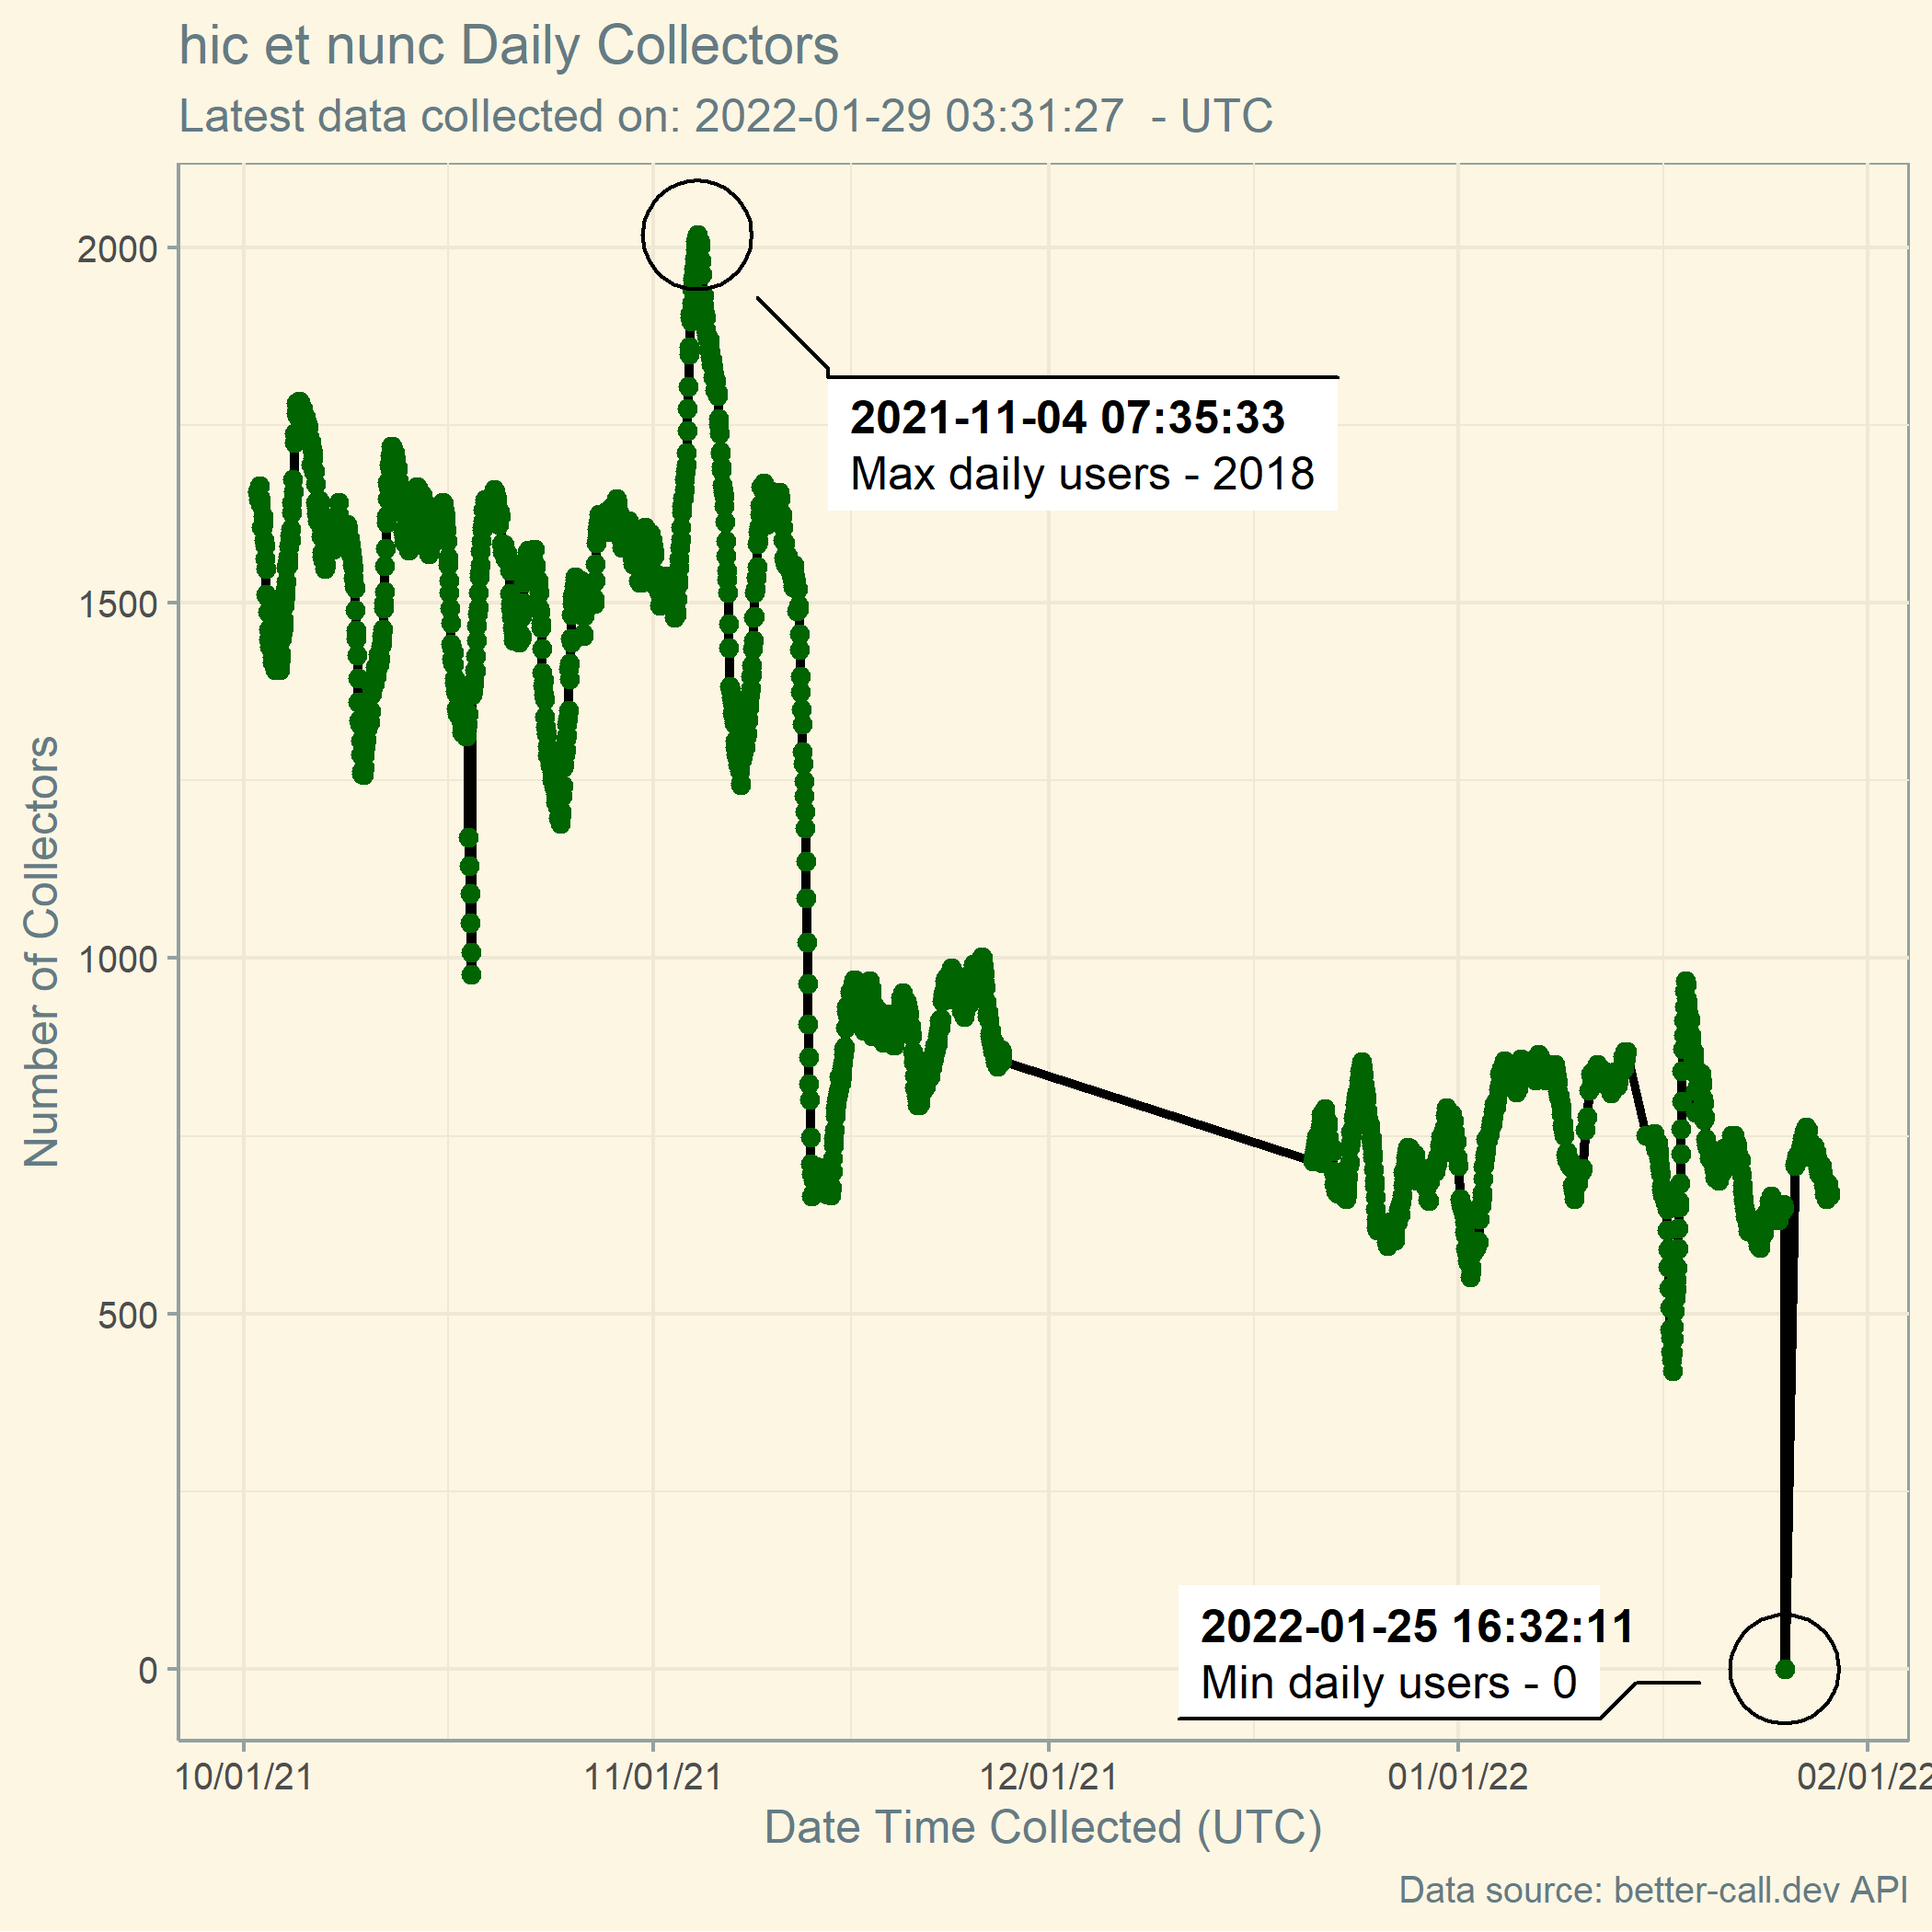 hic et nunc Daily Collectors
Latest data collected on: 2022-01-29 03:31:27  - UTC
Number of Collectors
2000
1500
1000
500
0
2021-11-04 07:35:33
Max daily users - 2018
2022-01-25 16:32:11
Min daily users - 0
10/01/21 11/01/21 12/01/21 01/01/22 02/01/22
Date Time Collected (UTC)
Data source: better-call.dev API